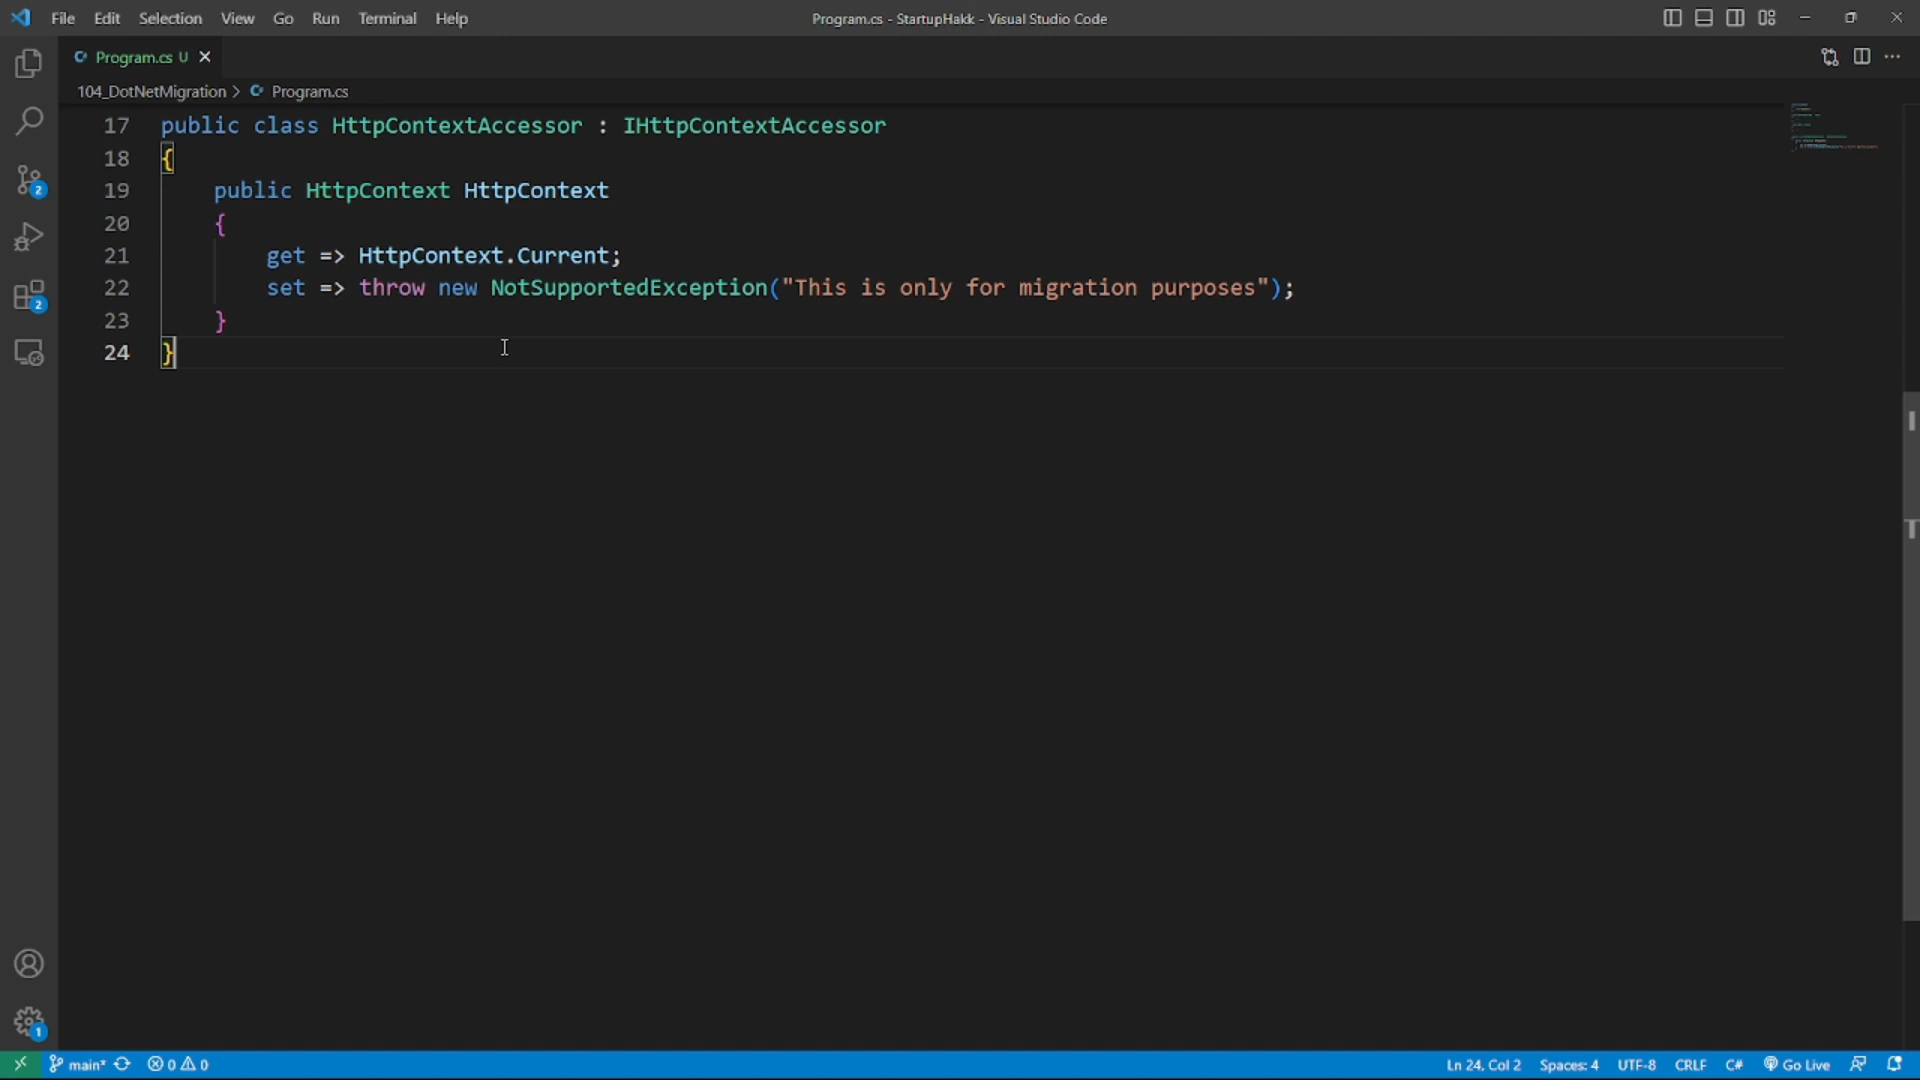 File Edit Selection View Go Run Terminal Help Program.cs - StartupHakk - Visual Studio Code
Program.cs U
104_DotNetMigration > Program.cs
17 public class HttpContextAccessor : IHttpContextAccessor
18 {
19 public HttpContext HttpContext
20 {
21 get => HttpContext.Current;
22 set => throw new NotSupportedException("This is only for migration purposes");
23 }
24 }
2
2
1
main* 0 0 Ln 24, Col 2 Spaces: 4 UTF-8 CRLF C# Go Live